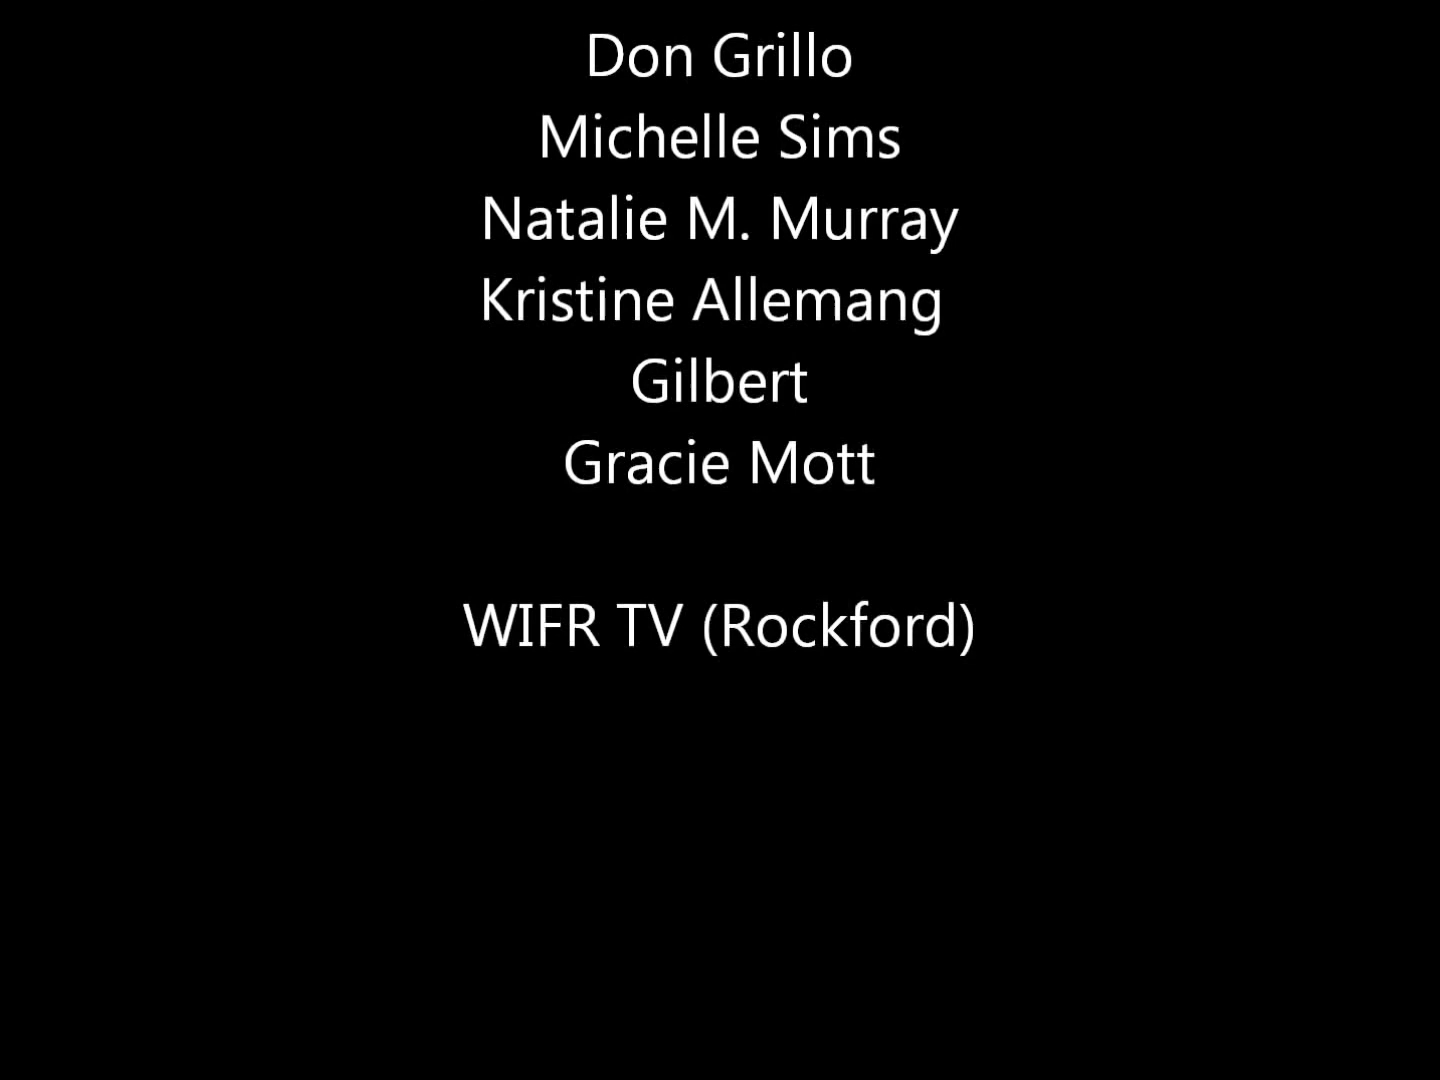 Don Grillo
Michelle Sims
Natalie M. Murray
Kristine Allemang
Gilbert
Gracie Mott
WIFR TV (Rockford)